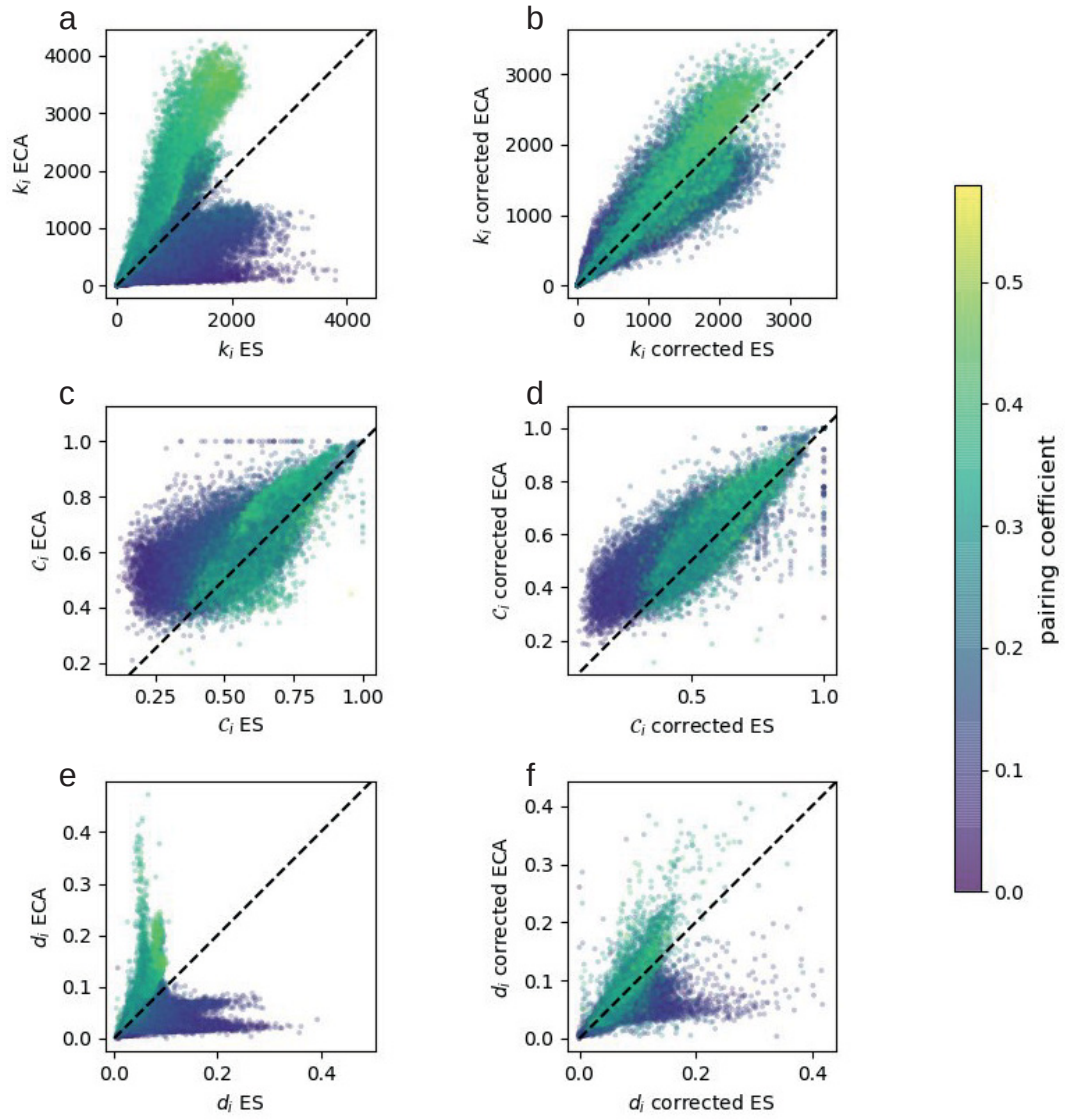 a
4000
3000
2000
1000
0
k_i ECA
0 2000 4000
k_i ES
b
3000
2000
1000
0
k_i corrected ECA
0 1000 2000 3000
k_i corrected ES
c
1.0
0.8
0.6
0.4
0.2
C_i ECA
0.25 0.50 0.75 1.00
C_i ES
d
1.0
0.8
0.6
0.4
0.2
C_i corrected ECA
0.5 1.0
C_i corrected ES
e
0.4
0.3
0.2
0.1
0.0
d_i ECA
0.0 0.2 0.4
d_i ES
f
0.4
0.3
0.2
0.1
0.0
d_i corrected ECA
0.0 0.2 0.4
d_i corrected ES
0.5
0.4
0.3
0.2
0.1
0.0
pairing coefficient